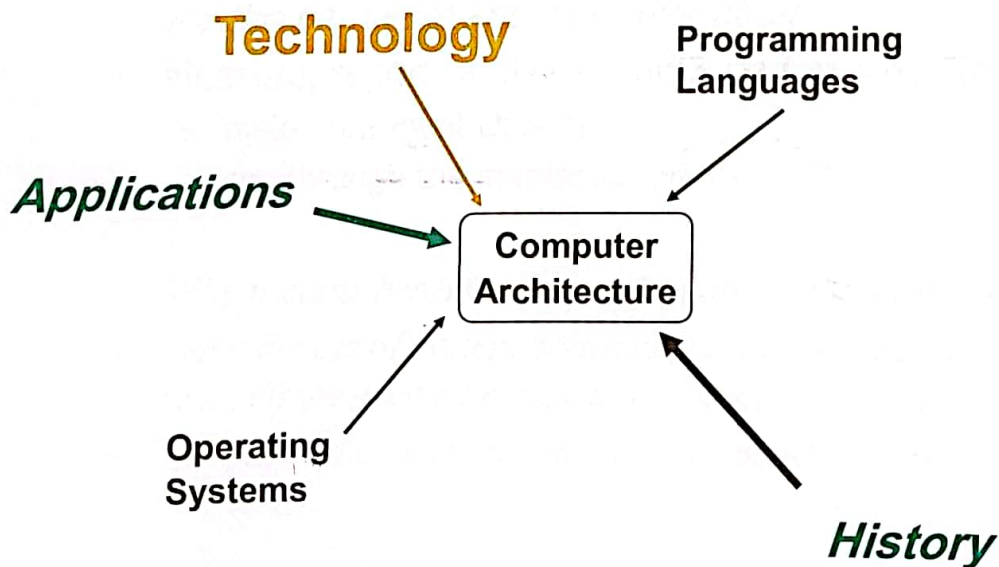 Technology
Programming
Languages
Applications
Computer
Architecture
Operating
Systems
History